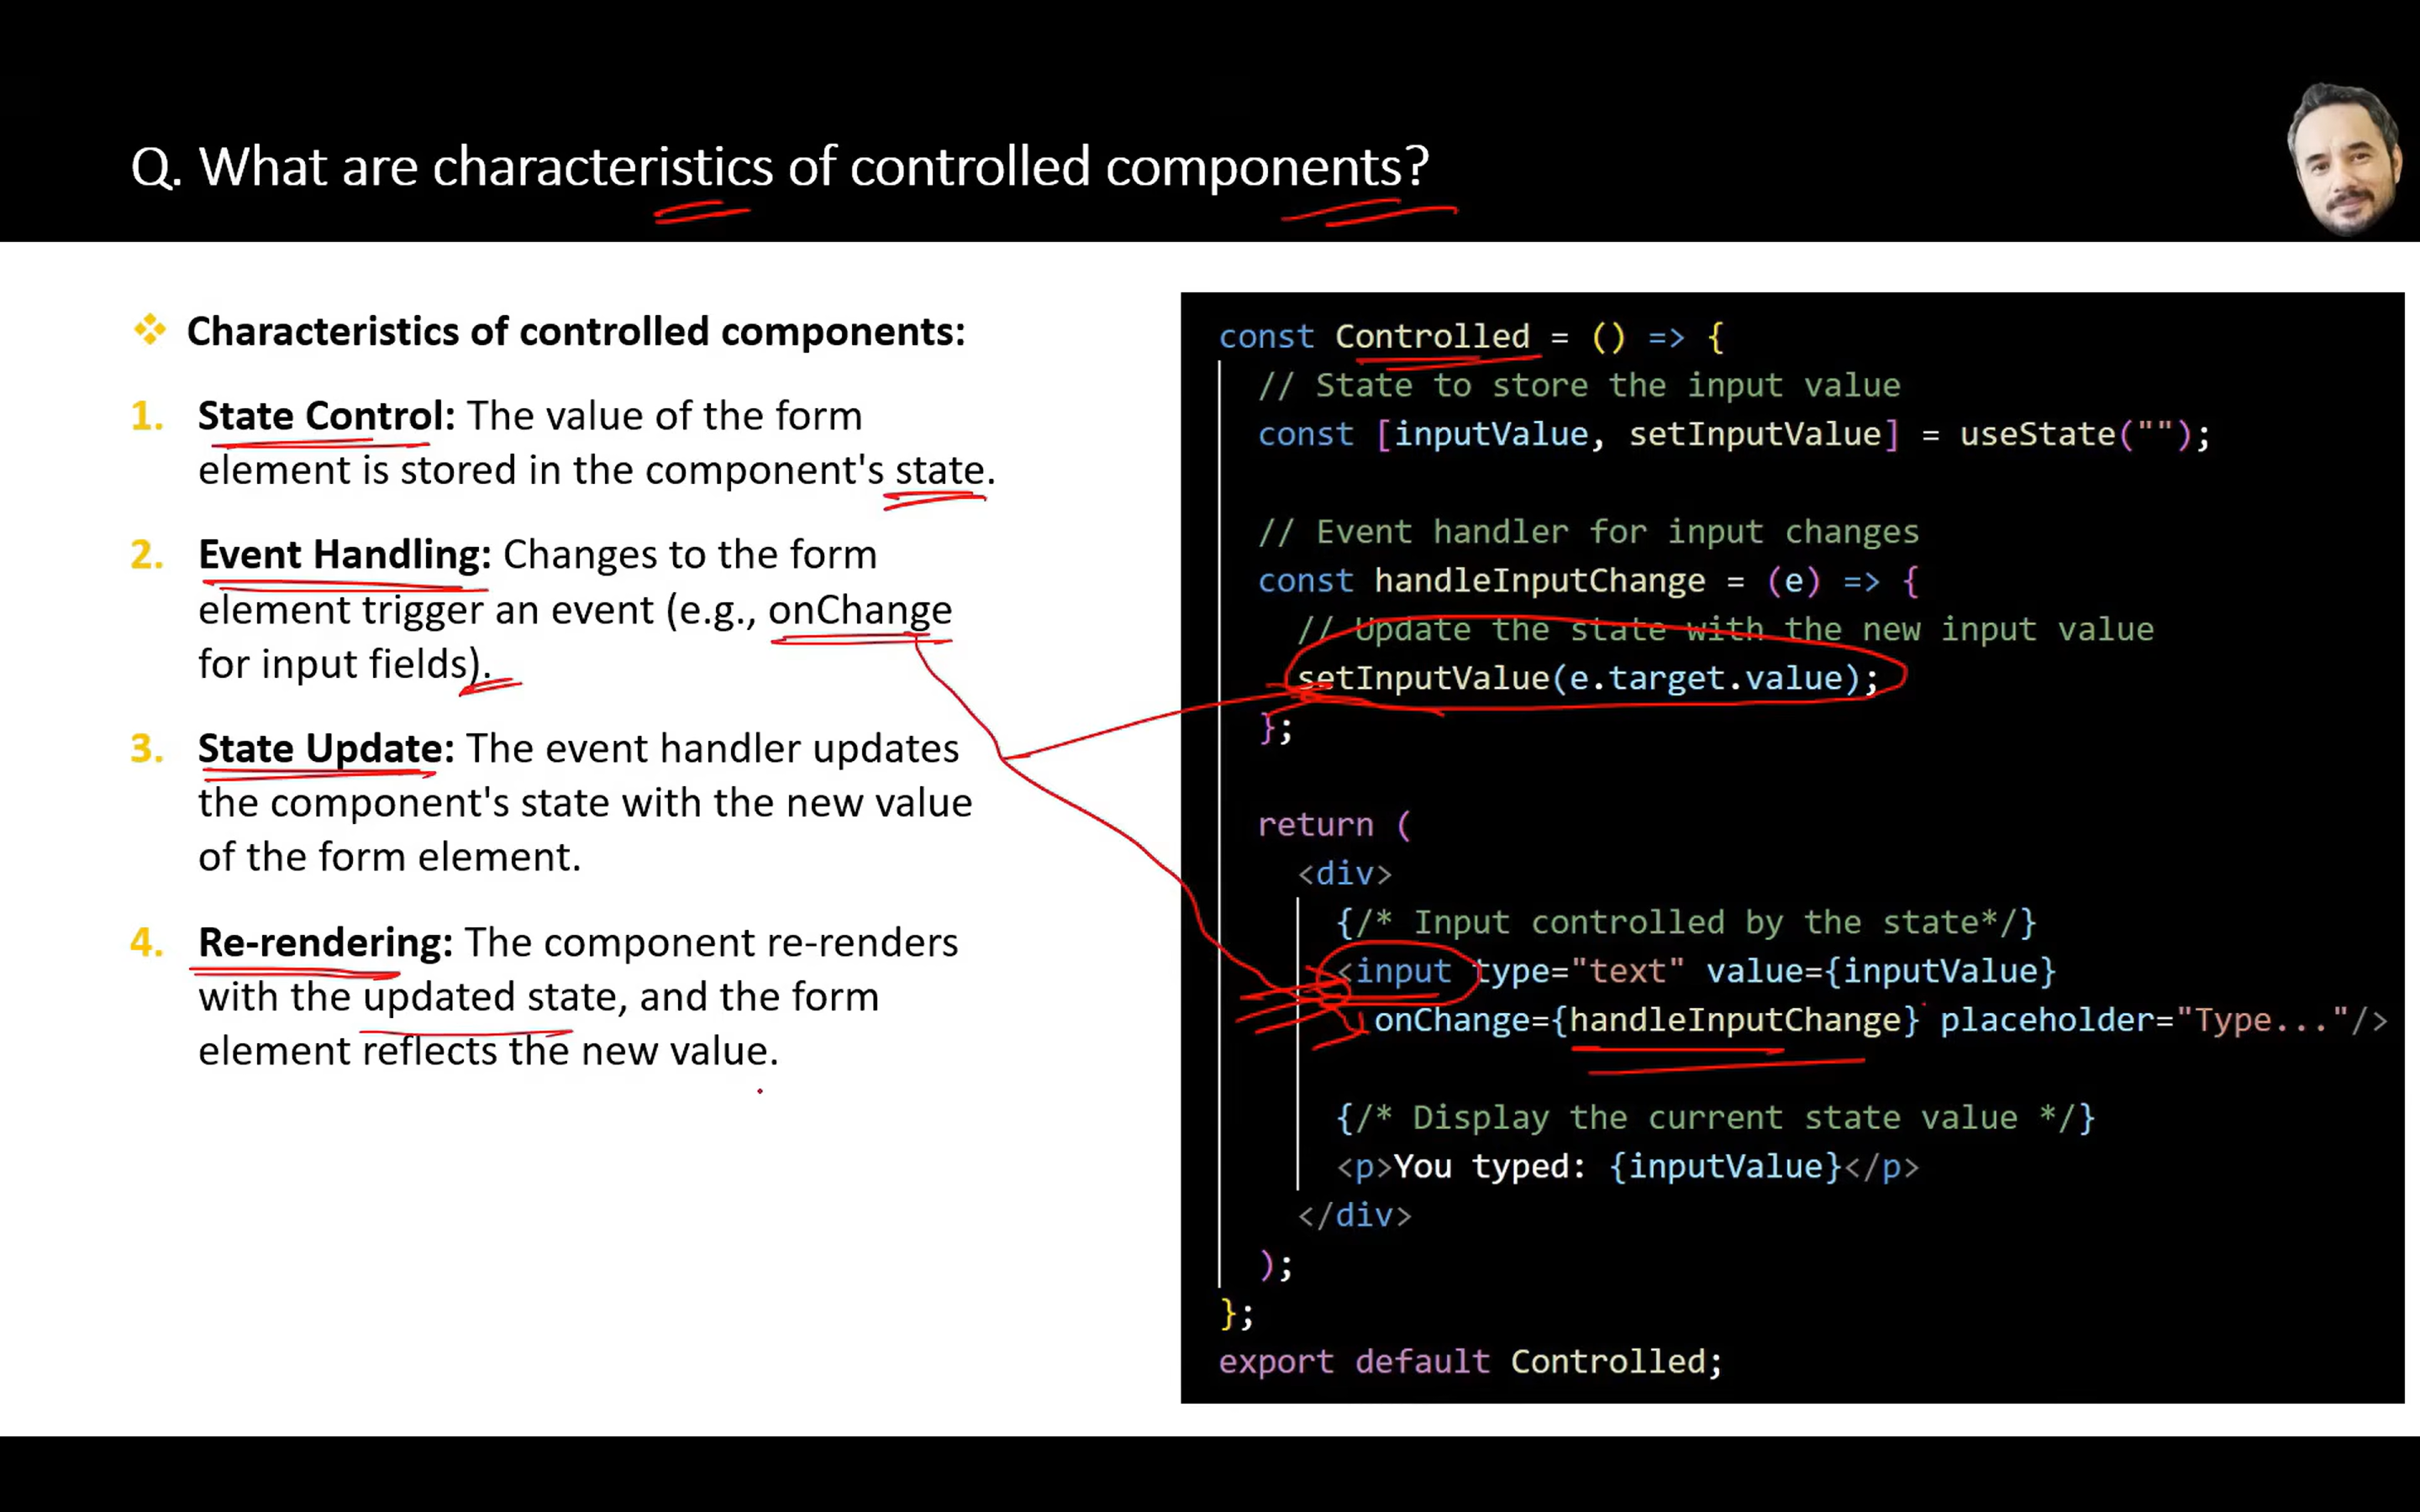 Q. What are characteristics of controlled components?
❖ Characteristics of controlled components:
1. State Control: The value of the form
element is stored in the component's state.
2. Event Handling: Changes to the form
element trigger an event (e.g., onChange
for input fields).
3. State Update: The event handler updates
the component's state with the new value
of the form element.
4. Re-rendering: The component re-renders
with the updated state, and the form
element reflects the new value.
const Controlled = () => {
// State to store the input value
const [inputValue, setInputValue] = useState("");
// Event handler for input changes
const handleInputChange = (e) => {
// Update the state with the new input value
setInputValue(e.target.value);
};
return (
<div>
{/* Input controlled by the state*/}
<input type="text" value={inputValue}
onChange={handleInputChange} placeholder="Type..."/>
{/* Display the current state value */}
<p>You typed: {inputValue}</p>
</div>
);
};
export default Controlled;